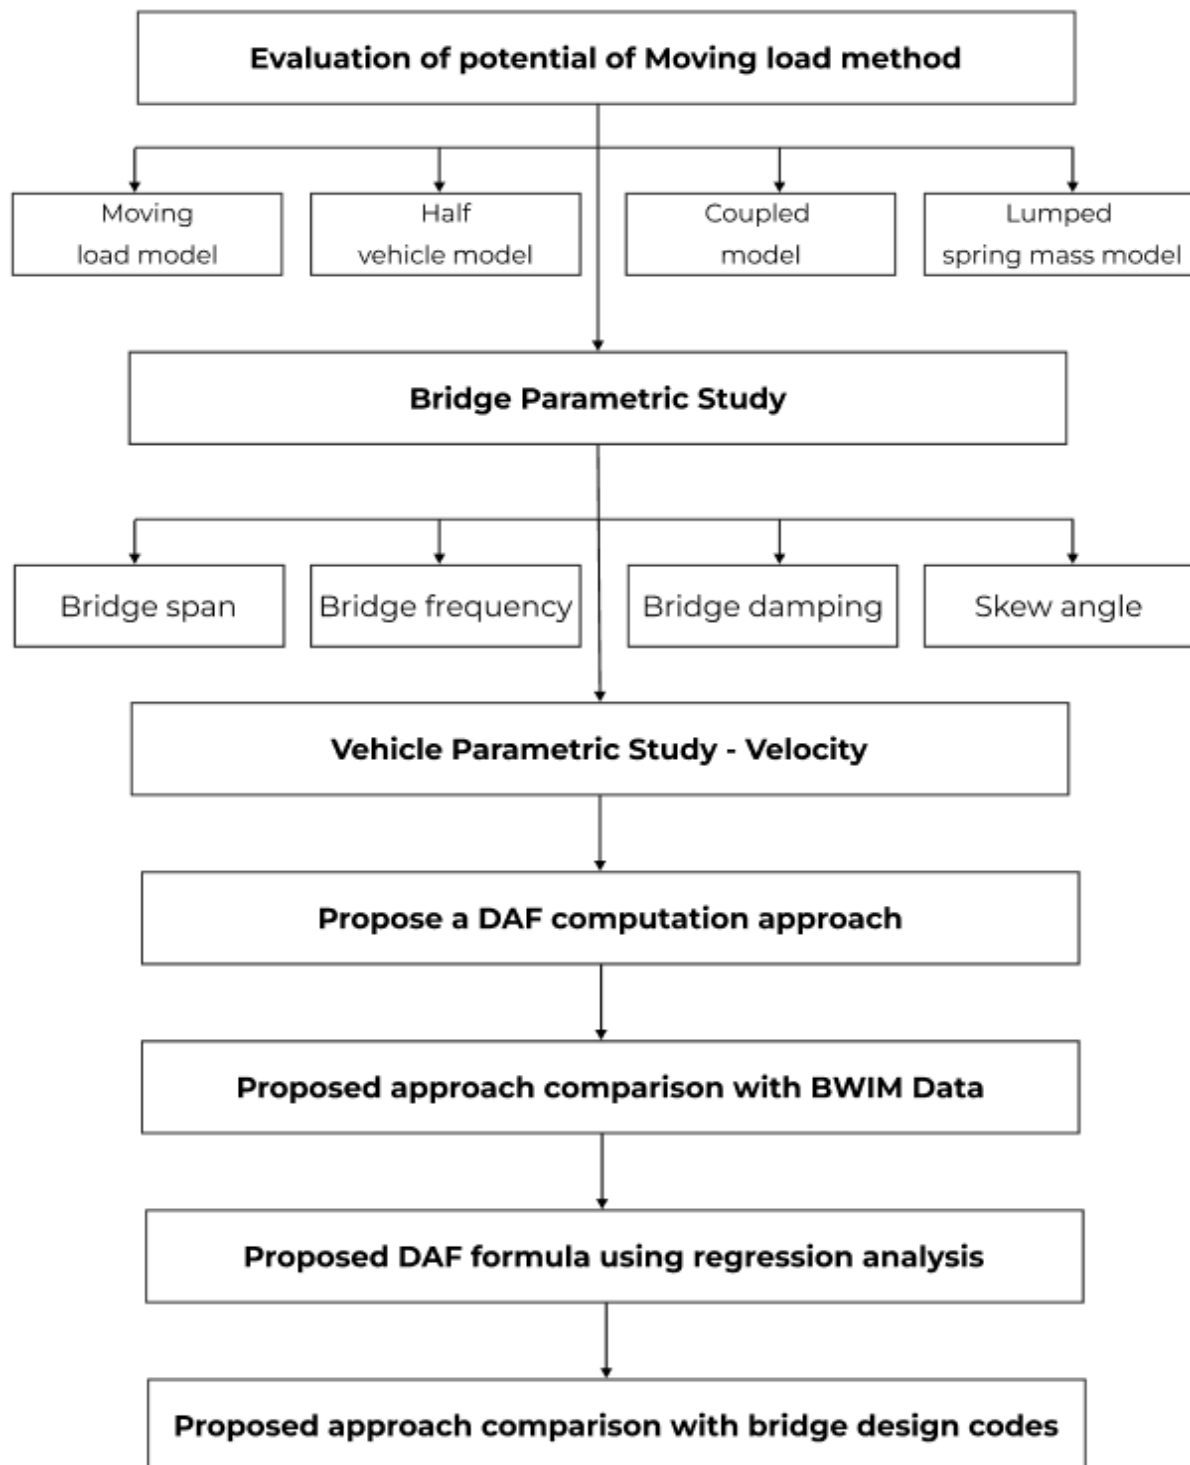 Evaluation of potential of Moving load method
Moving
load model
Half
vehicle model
Coupled
model
Lumped
spring mass model
Bridge Parametric Study
Bridge span
Bridge frequency
Bridge damping
Skew angle
Vehicle Parametric Study - Velocity
Propose a DAF computation approach
Proposed approach comparison with BWIM Data
Proposed DAF formula using regression analysis
Proposed approach comparison with bridge design codes